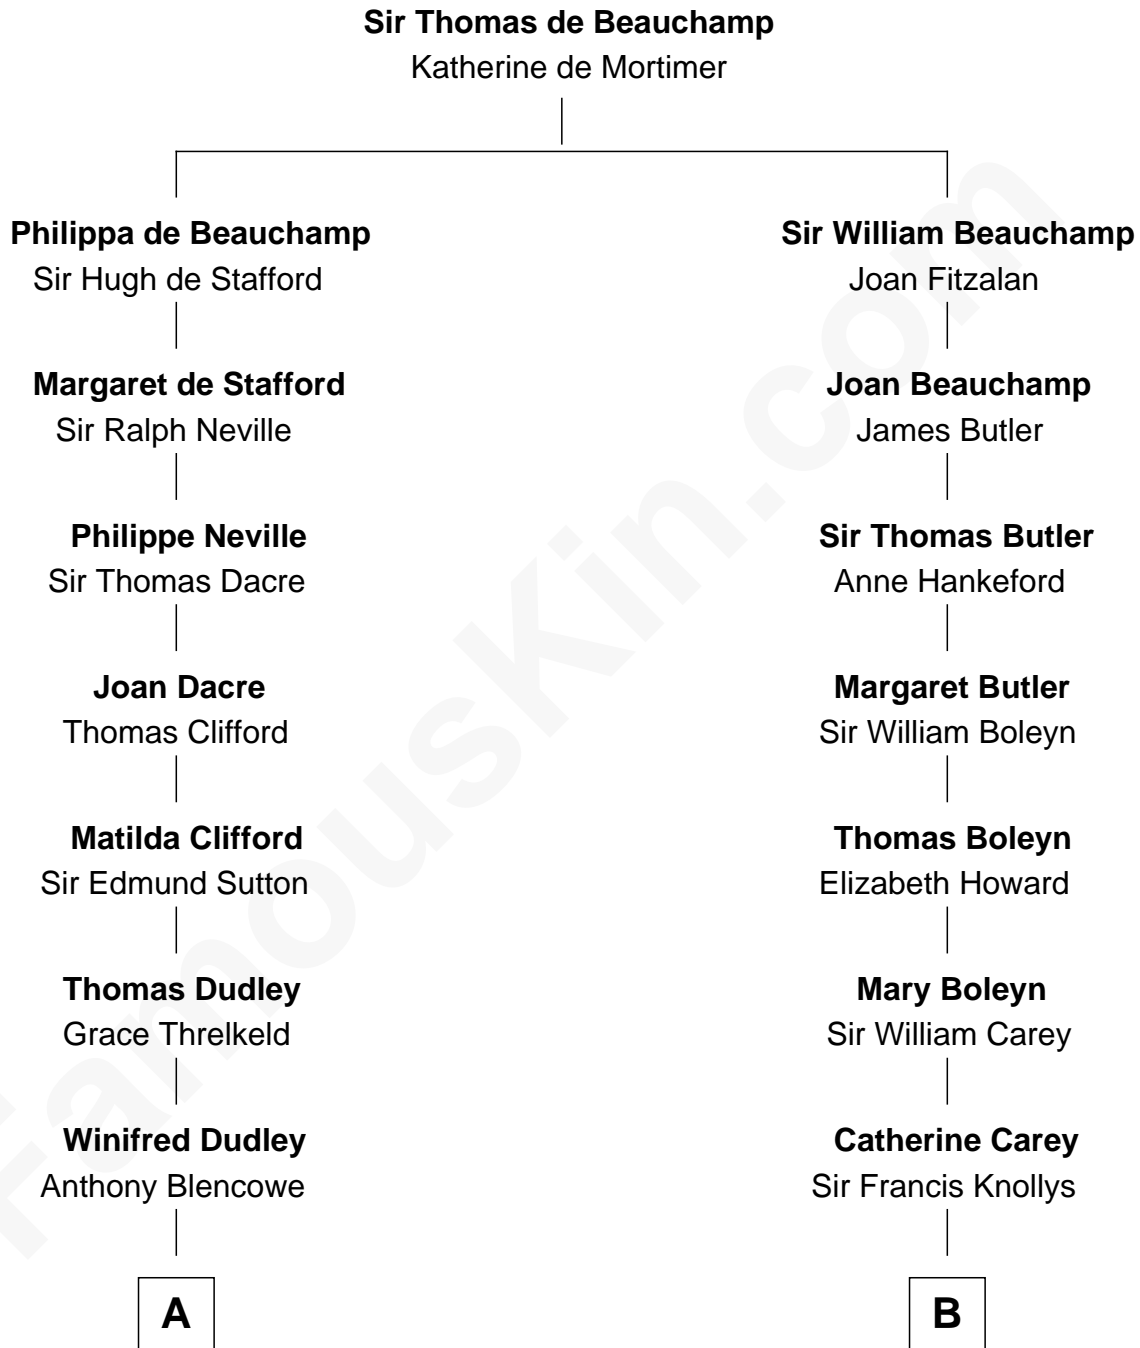 Sir Thomas de Beauchamp
Katherine de Mortimer
Philippa de Beauchamp
Sir Hugh de Stafford
Sir William Beauchamp
Joan Fitzalan
Margaret de Stafford
Sir Ralph Neville
Joan Beauchamp
James Butler
Philippe Neville
Sir Thomas Dacre
Sir Thomas Butler
Anne Hankeford
Joan Dacre
Thomas Clifford
Margaret Butler
Sir William Boleyn
Matilda Clifford
Sir Edmund Sutton
Thomas Boleyn
Elizabeth Howard
Thomas Dudley
Grace Threlkeld
Mary Boleyn
Sir William Carey
Winifred Dudley
Anthony Blencowe
Catherine Carey
Sir Francis Knollys
A
B
FamousKin.com